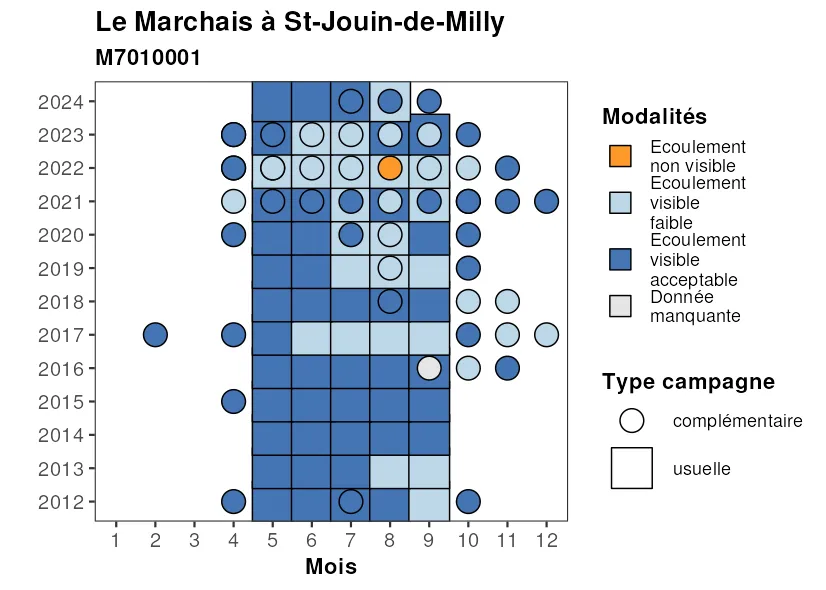 Le Marchais à St-Jouin-de-Milly
M7010001
2024
2023
2022
2021
2020
2019
2018
2017
2016
2015
2014
2013
2012
1 2 3 4 5 6 7 8 9 10 11 12
Mois
Modalités
Ecoulement
non visible
Ecoulement
visible
faible
Ecoulement
visible
acceptable
Donnée
manquante
Type campagne
complémentaire
usuelle